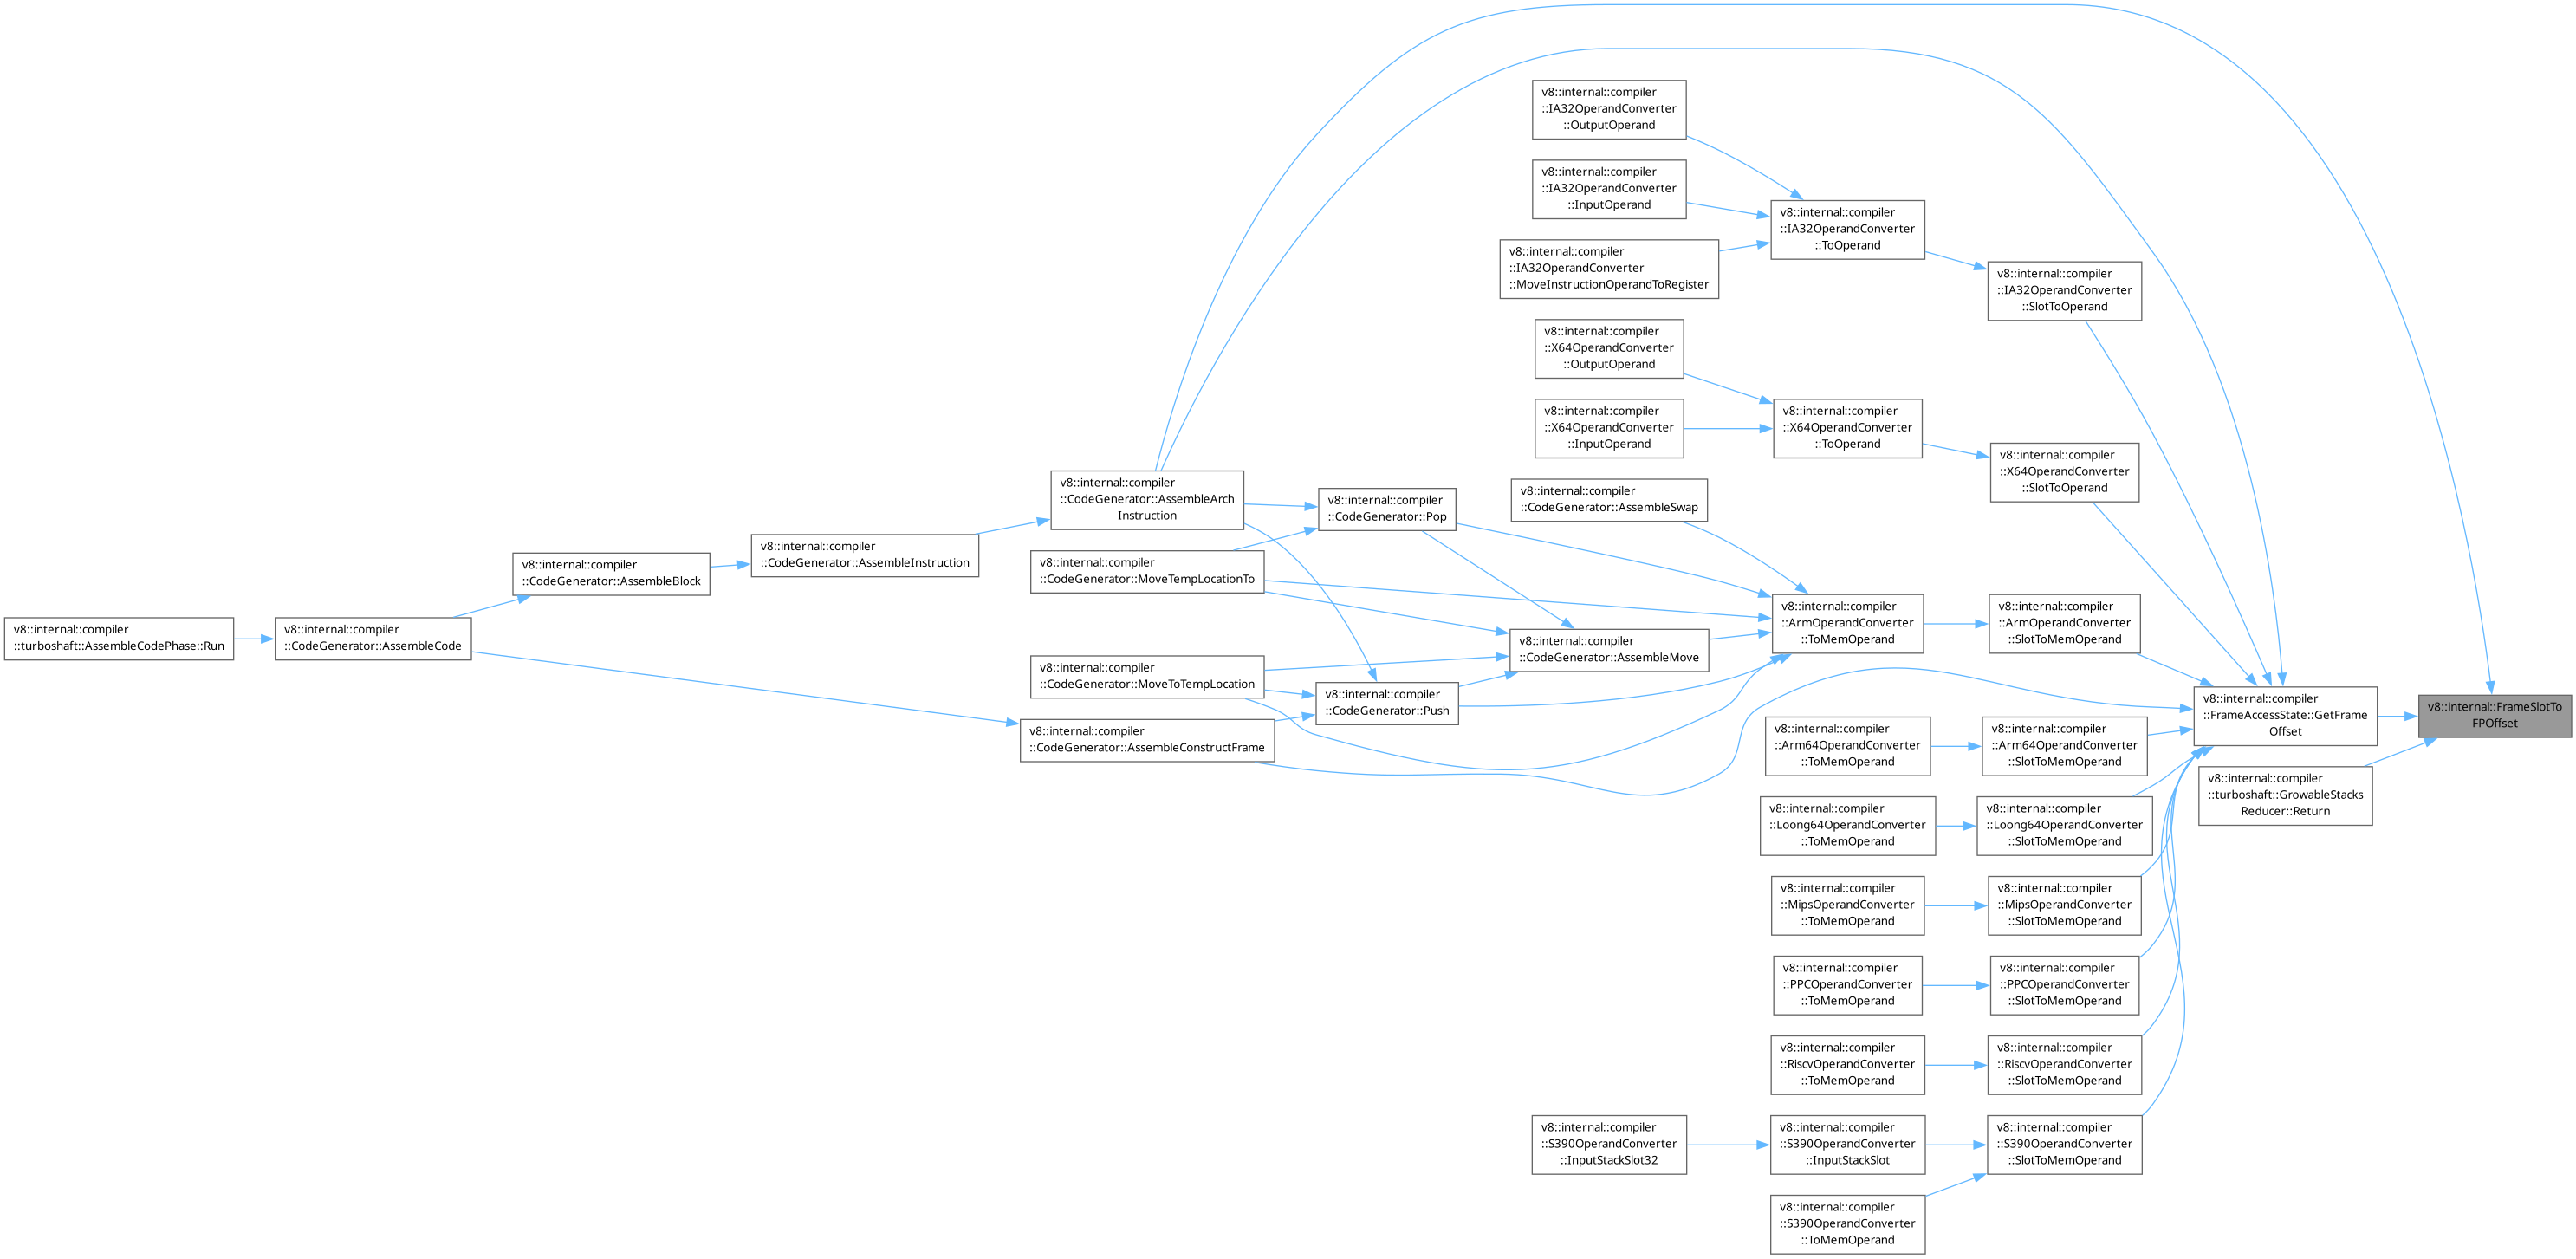 v8::internal::compiler
::IA32OperandConverter
::OutputOperand
v8::internal::compiler
::IA32OperandConverter
::InputOperand
v8::internal::compiler
::IA32OperandConverter
::ToOperand
v8::internal::compiler
::IA32OperandConverter
::MoveInstructionOperandToRegister
v8::internal::compiler
::IA32OperandConverter
::SlotToOperand
v8::internal::compiler
::X64OperandConverter
::OutputOperand
v8::internal::compiler
::X64OperandConverter
::InputOperand
v8::internal::compiler
::X64OperandConverter
::ToOperand
v8::internal::compiler
::X64OperandConverter
::SlotToOperand
v8::internal::compiler
::CodeGenerator::AssembleArch
Instruction
v8::internal::compiler
::CodeGenerator::Pop
v8::internal::compiler
::CodeGenerator::AssembleSwap
v8::internal::compiler
::CodeGenerator::AssembleInstruction
v8::internal::compiler
::CodeGenerator::AssembleBlock
v8::internal::compiler
::CodeGenerator::MoveTempLocationTo
v8::internal::compiler
::ArmOperandConverter
::ToMemOperand
v8::internal::compiler
::ArmOperandConverter
::SlotToMemOperand
v8::internal::compiler
::turboshaft::AssembleCodePhase::Run
v8::internal::compiler
::CodeGenerator::AssembleCode
v8::internal::compiler
::CodeGenerator::AssembleMove
v8::internal::compiler
::CodeGenerator::MoveToTempLocation
v8::internal::compiler
::CodeGenerator::Push
v8::internal::compiler
::FrameAccessState::GetFrame
Offset
v8::internal::FrameSlotTo
FPOffset
v8::internal::compiler
::CodeGenerator::AssembleConstructFrame
v8::internal::compiler
::Arm64OperandConverter
::ToMemOperand
v8::internal::compiler
::Arm64OperandConverter
::SlotToMemOperand
v8::internal::compiler
::turboshaft::GrowableStacks
Reducer::Return
v8::internal::compiler
::Loong64OperandConverter
::ToMemOperand
v8::internal::compiler
::Loong64OperandConverter
::SlotToMemOperand
v8::internal::compiler
::MipsOperandConverter
::ToMemOperand
v8::internal::compiler
::MipsOperandConverter
::SlotToMemOperand
v8::internal::compiler
::PPCOperandConverter
::ToMemOperand
v8::internal::compiler
::PPCOperandConverter
::SlotToMemOperand
v8::internal::compiler
::RiscvOperandConverter
::ToMemOperand
v8::internal::compiler
::RiscvOperandConverter
::SlotToMemOperand
v8::internal::compiler
::S390OperandConverter
::InputStackSlot32
v8::internal::compiler
::S390OperandConverter
::InputStackSlot
v8::internal::compiler
::S390OperandConverter
::SlotToMemOperand
v8::internal::compiler
::S390OperandConverter
::ToMemOperand